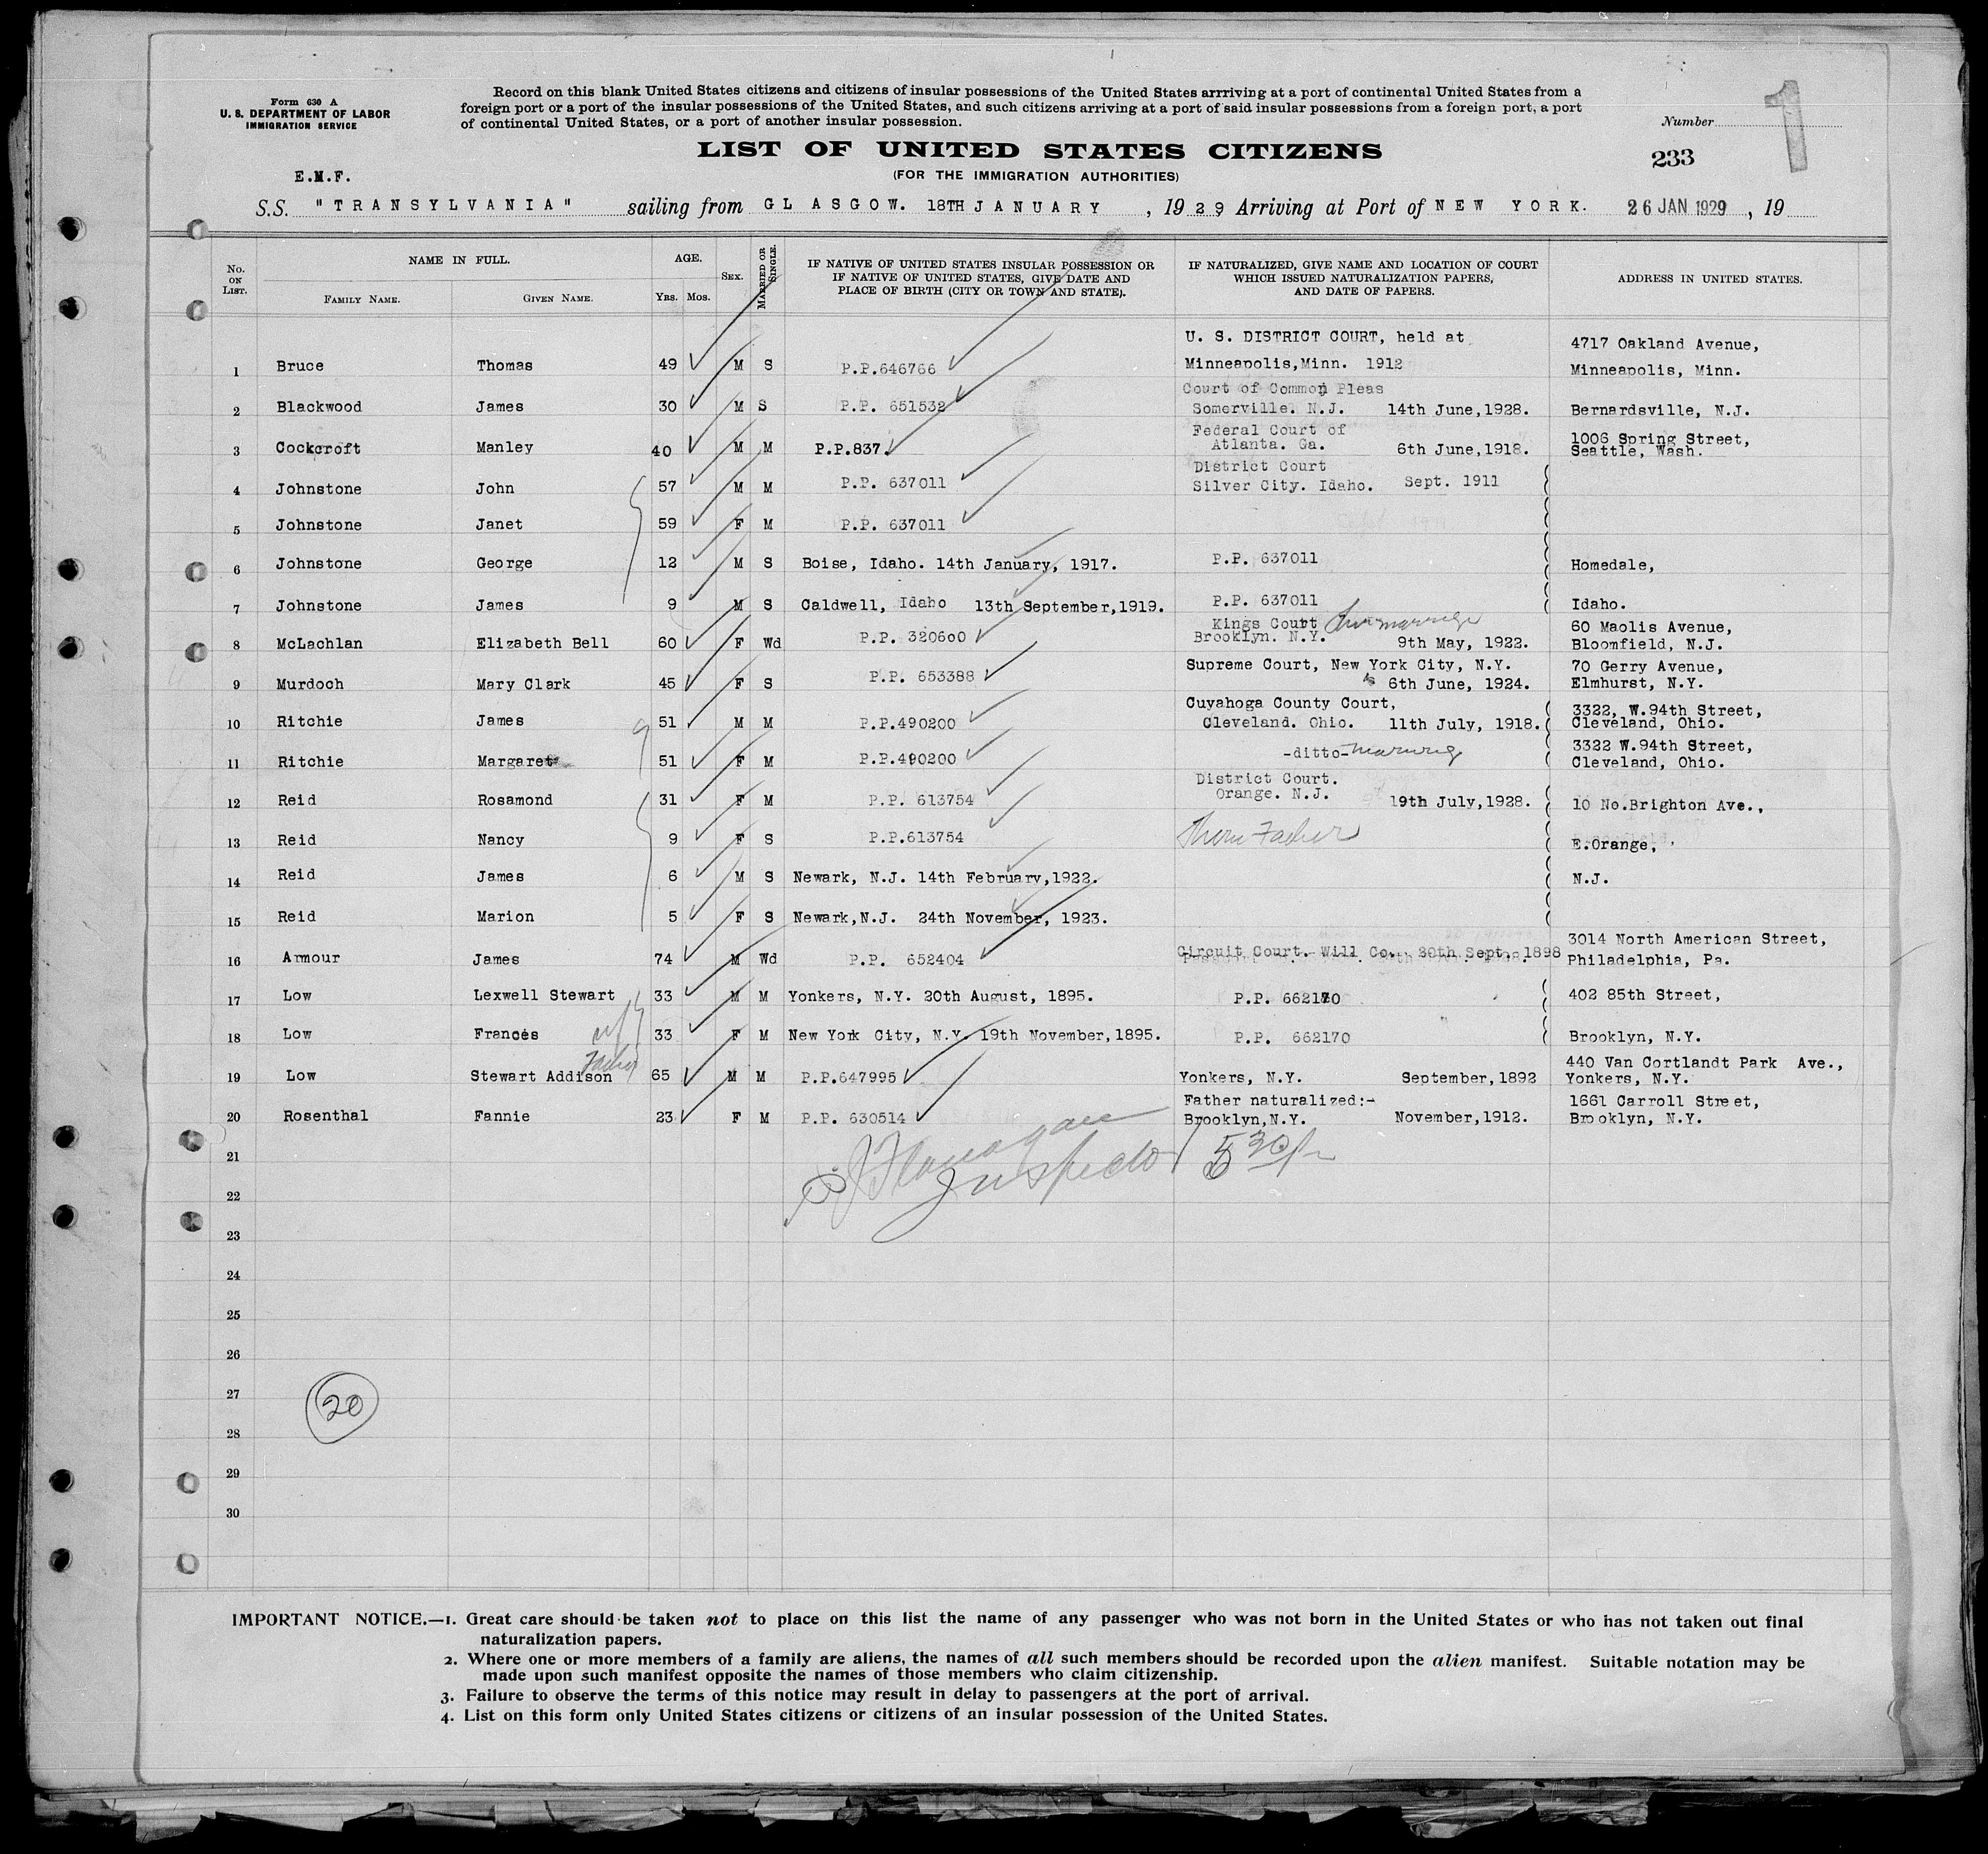 Form 630 A
U. S. DEPARTMENT OF LABOR
IMMIGRATION SERVICE
Record on this blank United States citizens and citizens of insular possessions of the United States arrriving at a port of continental United States from a
foreign port or a port of the insular possessions of the United States, and such citizens arriving at a port of said insular possessions from a foreign port, a port
of continental United States, or a port of another insular possession.
Number
1
LIST OF UNITED STATES CITIZENS
(FOR THE IMMIGRATION AUTHORITIES)
233
E.M.F.
S.S. "TRANSYLVANIA" sailing from GLASGOW. 18TH JANUARY, 1929 Arriving at Port of NEW YORK. 26 JAN 1929, 19
No. ON LIST. NAME IN FULL. FAMILY NAME. GIVEN NAME. AGE. YRS. MOS. SEX. MARRIED OR SINGLE. IF NATIVE OF UNITED STATES INSULAR POSSESSION OR IF NATIVE OF UNITED STATES, GIVE DATE AND PLACE OF BIRTH (CITY OR TOWN AND STATE). IF NATURALIZED, GIVE NAME AND LOCATION OF COURT WHICH ISSUED NATURALIZATION PAPERS, AND DATE OF PAPERS. ADDRESS IN UNITED STATES.
U. S. DISTRICT COURT, held at 4717 Oakland Avenue,
1 Bruce Thomas 49 M S P.P.646766 Minneapolis,Minn. 1912 Minneapolis, Minn.
Court of Common Pleas
2 Blackwood James 30 M S P.P. 651532 Somerville. N.J. 14th June,1928. Bernardsville, N.J.
Federal Court of 1006 Spring Street,
3 Cockcroft Manley 40 M M P.P.837. Atlanta. Ga. 6th June,1918. Seattle, Wash.
District Court
4 Johnstone John 57 M M P.P. 637011 Silver City. Idaho. Sept. 1911
5 Johnstone Janet 59 F M P.P. 637011
6 Johnstone George 12 M S Boise, Idaho. 14th January, 1917. P.P. 637011 Homedale,
7 Johnstone James 9 M S Caldwell, Idaho 13th September,1919. P.P. 637011 Idaho.
Kings Court 60 Maolis Avenue,
8 McLachlan Elizabeth Bell 60 F Wd P.P. 320600 Brooklyn. N.Y. 9th May, 1922. Bloomfield, N.J.
Supreme Court, New York City, N.Y. 70 Gerry Avenue,
9 Murdoch Mary Clark 45 F S P.P. 653388 6th June, 1924. Elmhurst, N.Y.
Cuyahoga County Court, 3322, W.94th Street,
10 Ritchie James 51 M M P.P.490200 Cleveland. Ohio. 11th July, 1918. Cleveland, Ohio.
3322 W.94th Street,
11 Ritchie Margaret 51 F M P.P.490200 -ditto- Cleveland, Ohio.
District Court.
12 Reid Rosamond 31 F M P.P. 613754 Orange. N.J. 19th July,1928. 10 No.Brighton Ave.,
13 Reid Nancy 9 F S P.P.613754 Father E.Orange,
14 Reid James 6 M S Newark, N.J. 14th February,1922. N.J.
15 Reid Marion 5 F S Newark,N.J. 24th November, 1923.
3014 North American Street,
16 Armour James 74 M Wd P.P. 652404 Circuit Court. Will Co. 20th Sept. 1898 Philadelphia, Pa.
17 Low Lexwell Stewart 33 M M Yonkers, N.Y. 20th August, 1895. P.P. 662170 402 85th Street,
18 Low Frances wf 33 F M New York City, N.Y. 19th November,1895. P.P. 662170 Brooklyn, N.Y.
Father 440 Van Cortlandt Park Ave.,
19 Low Stewart Addison 65 M M P.P.647995 Yonkers, N.Y. September,1892 Yonkers, N.Y.
Father naturalized:- 1661 Carroll Street,
20 Rosenthal Fannie 23 F M P.P. 630514 Brooklyn,N.Y. November,1912. Brooklyn, N.Y.
21 Inspector
22
23
24
25
26
27
20
28
29
30
IMPORTANT NOTICE.—1. Great care should be taken not to place on this list the name of any passenger who was not born in the United States or who has not taken out final
naturalization papers.
2. Where one or more members of a family are aliens, the names of all such members should be recorded upon the alien manifest. Suitable notation may be
made upon such manifest opposite the names of those members who claim citizenship.
3. Failure to observe the terms of this notice may result in delay to passengers at the port of arrival.
4. List on this form only United States citizens or citizens of an insular possession of the United States.